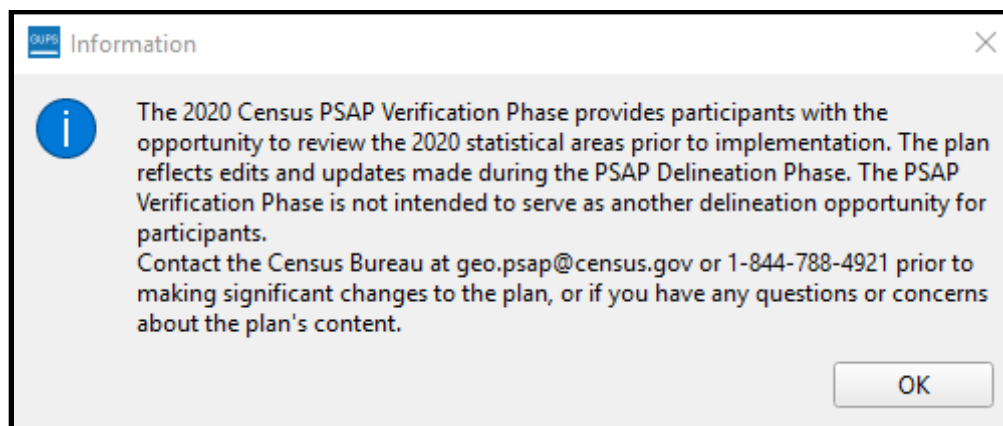 GUPS
Information
The 2020 Census PSAP Verification Phase provides participants with the
opportunity to review the 2020 statistical areas prior to implementation. The plan
reflects edits and updates made during the PSAP Delineation Phase. The PSAP
Verification Phase is not intended to serve as another delineation opportunity for
participants.
Contact the Census Bureau at geo.psap@census.gov or 1-844-788-4921 prior to
making significant changes to the plan, or if you have any questions or concerns
about the plan's content.
OK